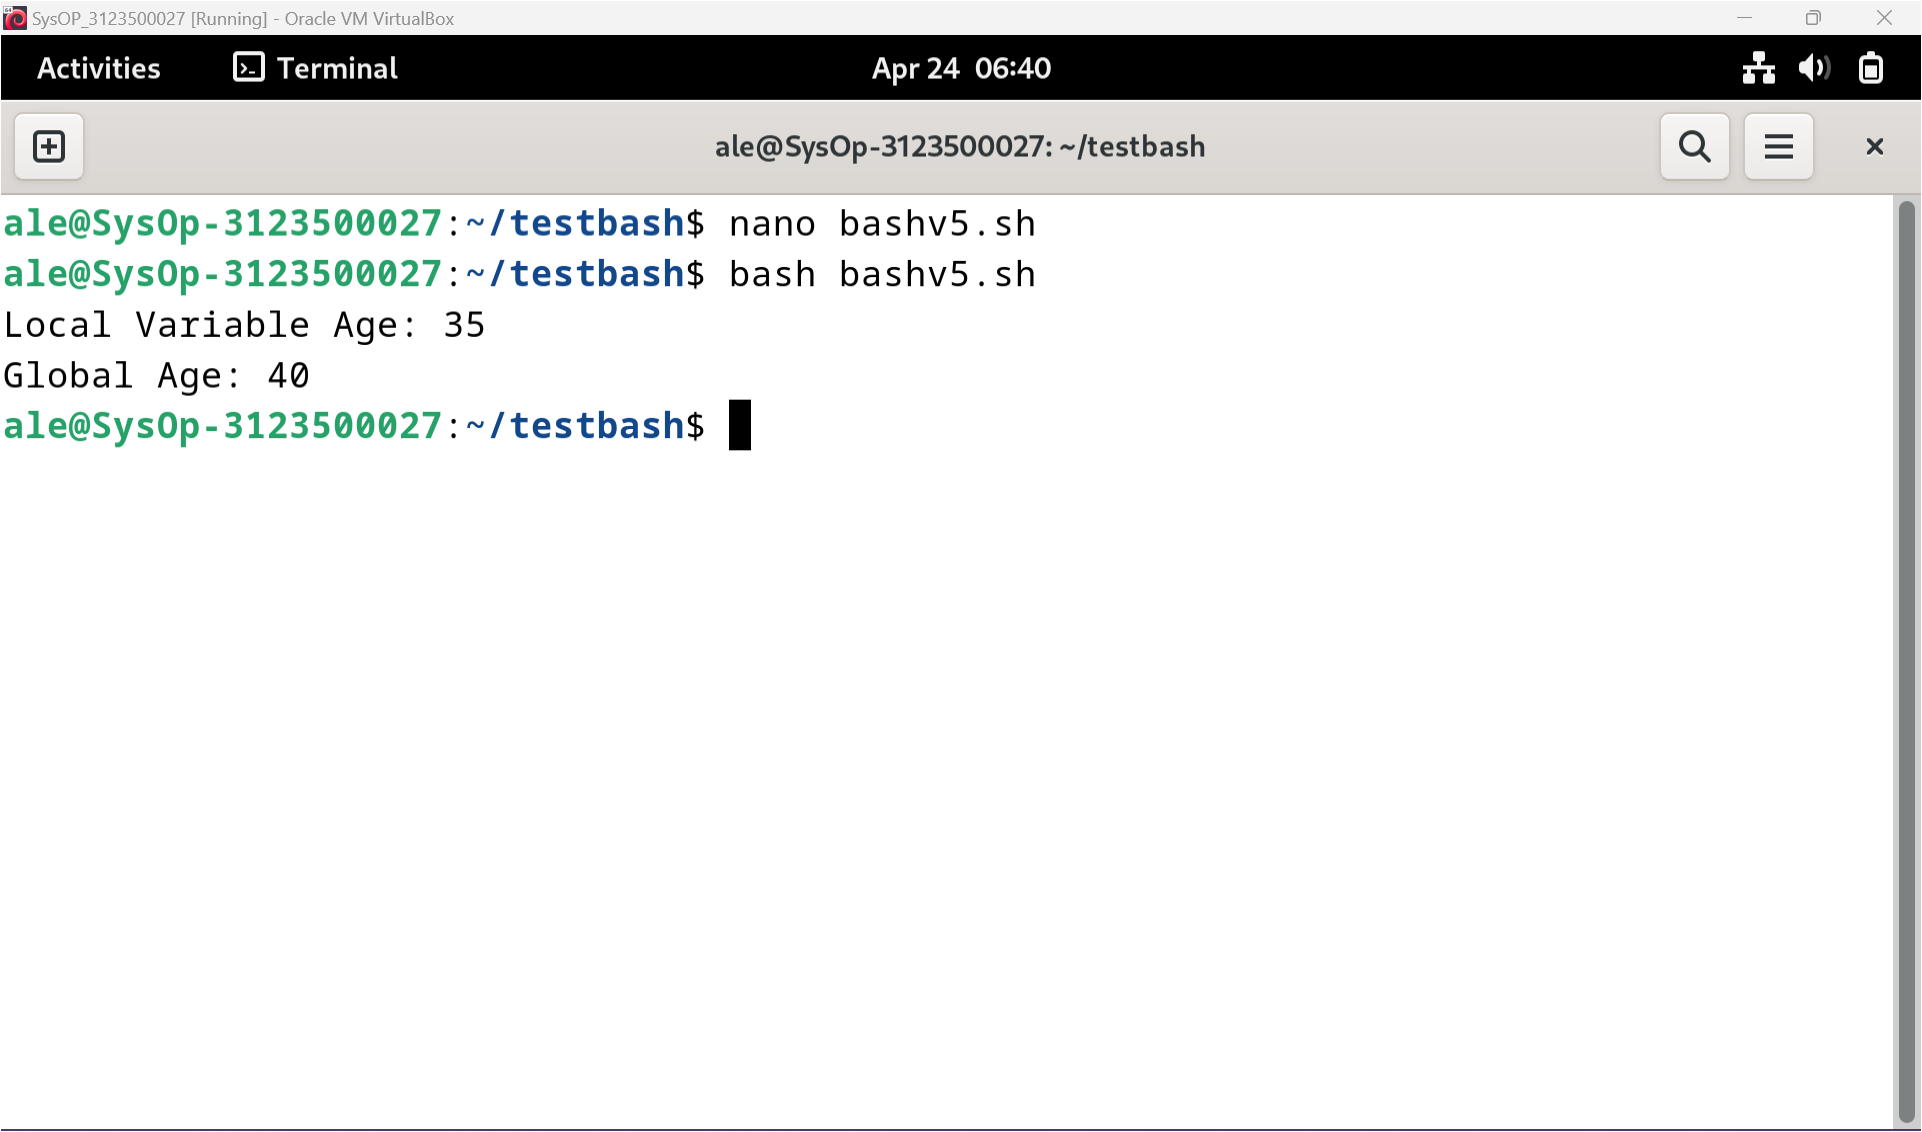 SysOP_3123500027 [Running] - Oracle VM VirtualBox
Activities Terminal Apr 24 06:40
ale@SysOp-3123500027: ~/testbash
ale@SysOp-3123500027:~/testbash$ nano bashv5.sh
ale@SysOp-3123500027:~/testbash$ bash bashv5.sh
Local Variable Age: 35
Global Age: 40
ale@SysOp-3123500027:~/testbash$